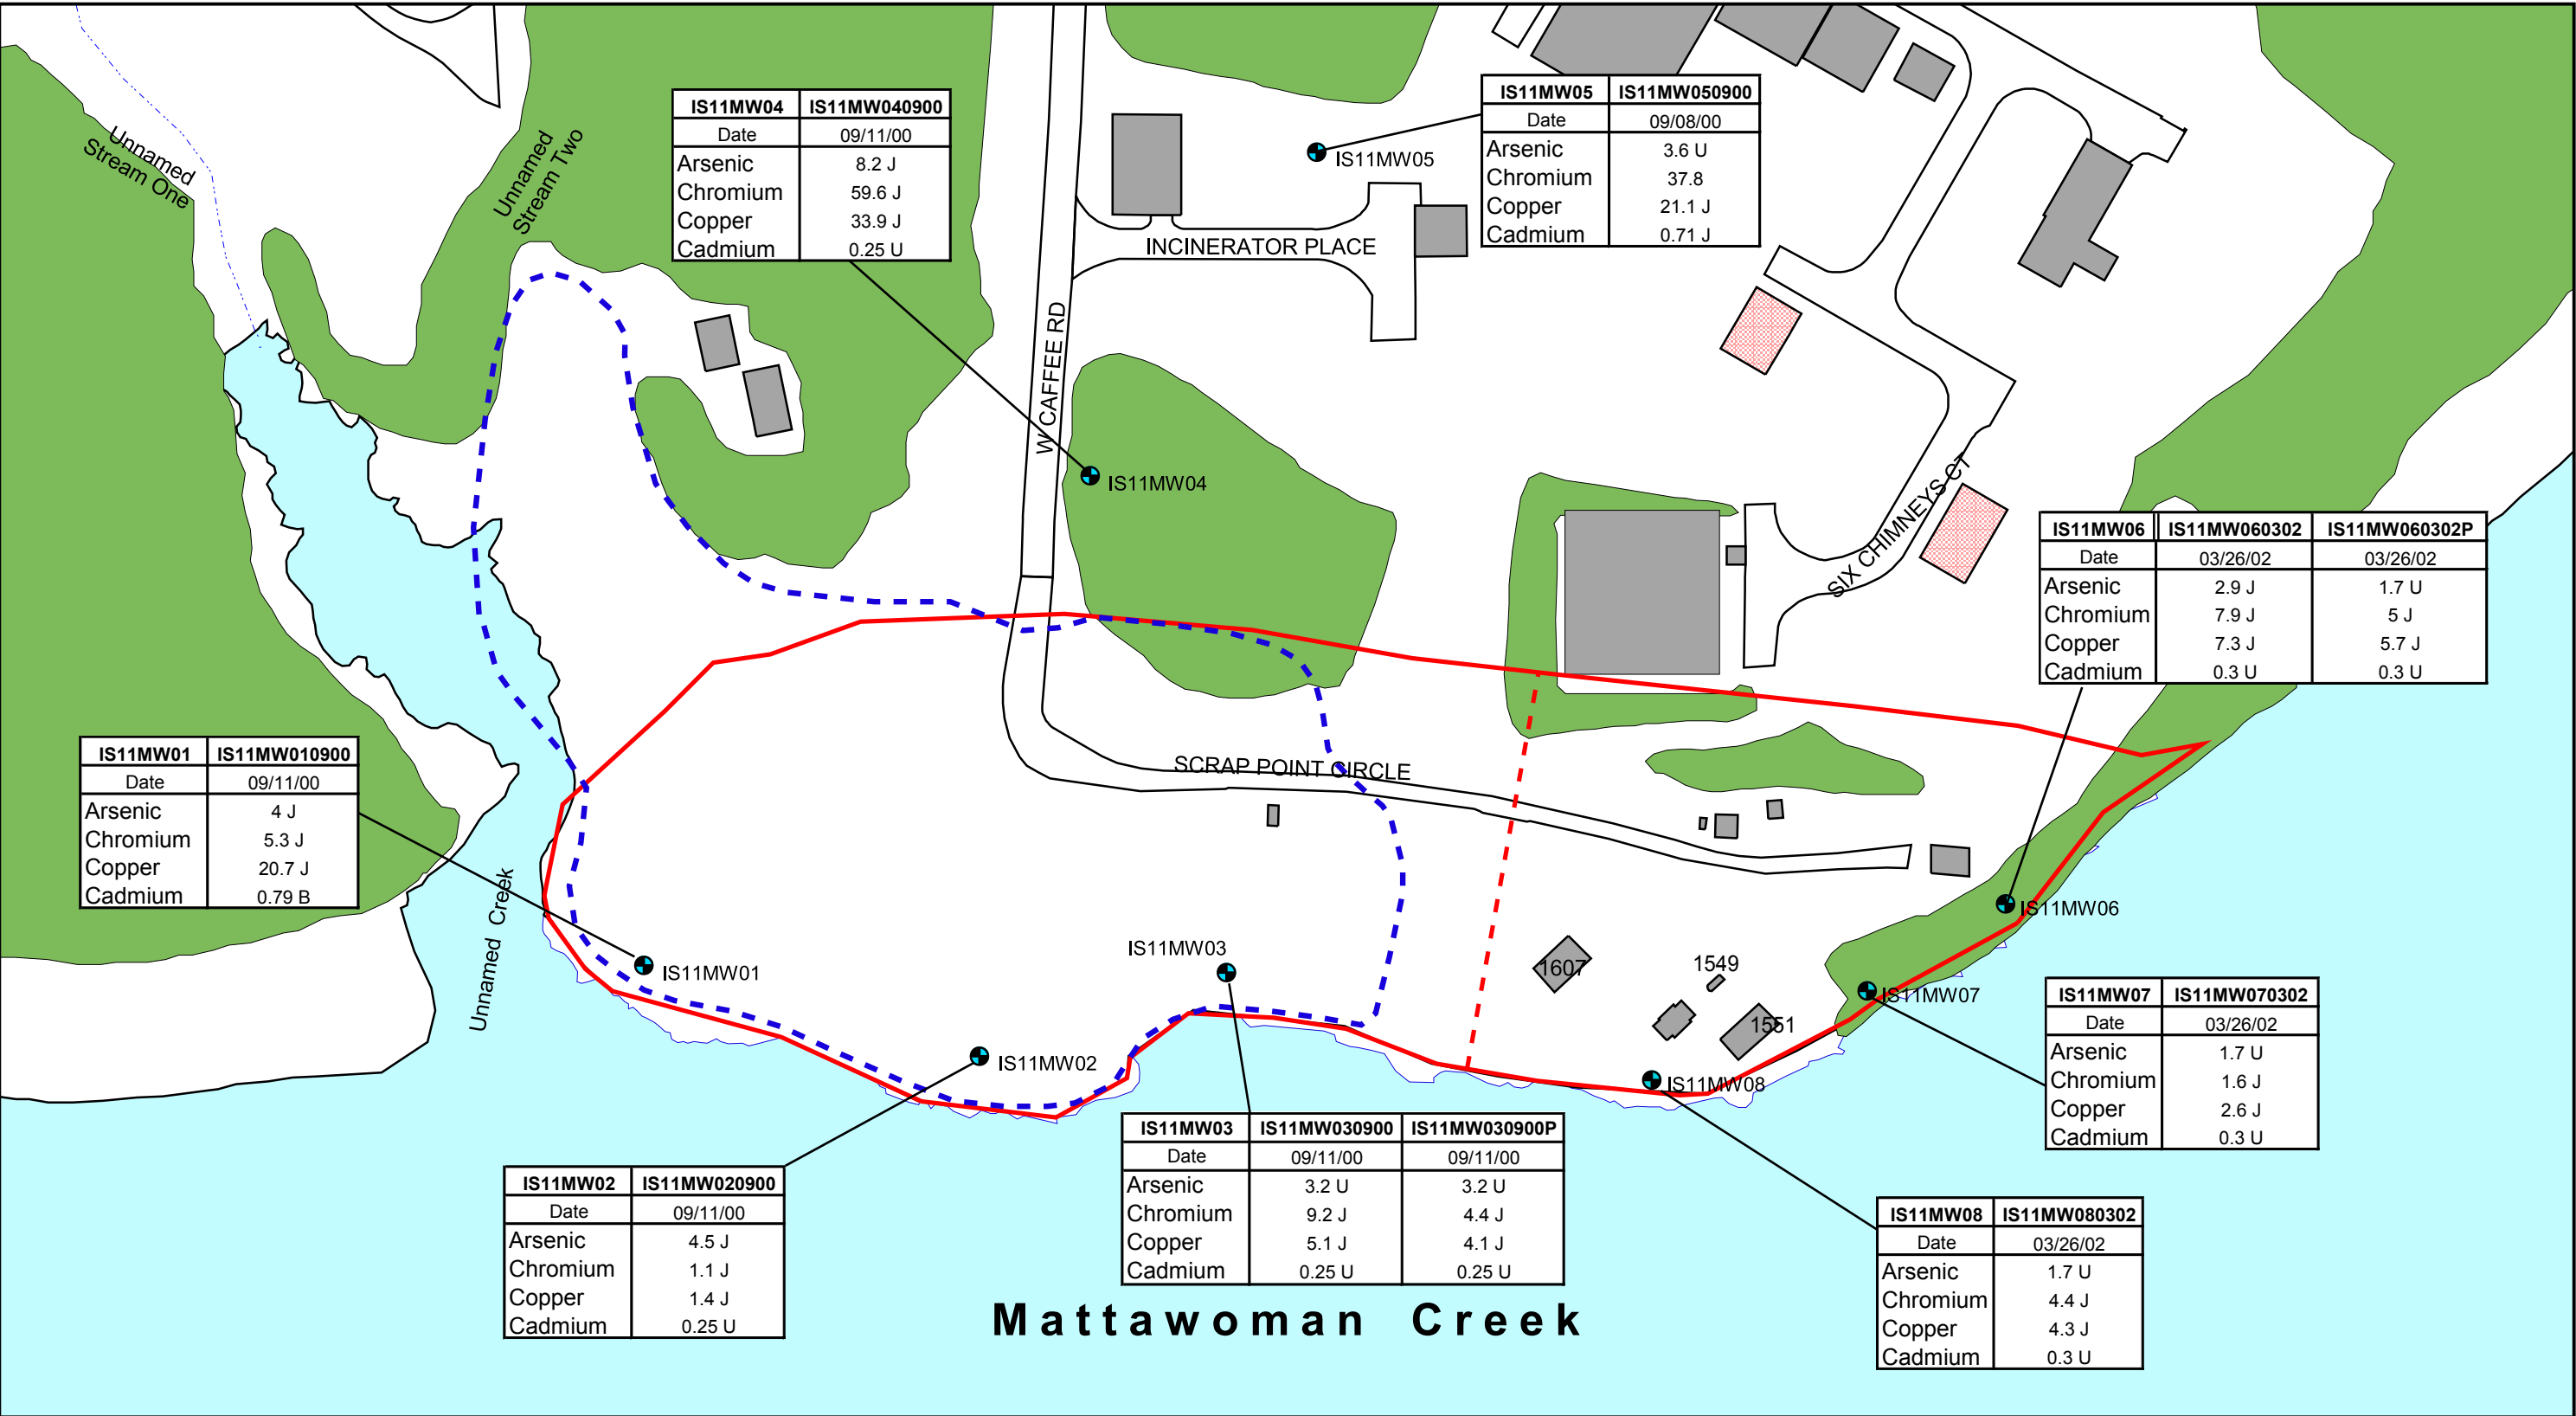 Unnamed
Stream One
Unnamed
Stream Two
IS11MW04 IS11MW040900
Date 09/11/00
Arsenic 8.2 J
Chromium 59.6 J
Copper 33.9 J
Cadmium 0.25 U
IS11MW05 IS11MW050900
Date 09/08/00
Arsenic 3.6 U
Chromium 37.8
Copper 21.1 J
Cadmium 0.71 J
IS11MW05
INCINERATOR PLACE
W CAFFEE RD
IS11MW04
SIX CHIMNEYS CT
IS11MW06 IS11MW060302 IS11MW060302P
Date 03/26/02 03/26/02
Arsenic 2.9 J 1.7 U
Chromium 7.9 J 5 J
Copper 7.3 J 5.7 J
Cadmium 0.3 U 0.3 U
IS11MW01 IS11MW010900
Date 09/11/00
Arsenic 4 J
Chromium 5.3 J
Copper 20.7 J
Cadmium 0.79 B
SCRAP POINT CIRCLE
Unnamed Creek
IS11MW06
IS11MW03
IS11MW01
1607
1549
IS11MW07
1551
IS11MW02
IS11MW08
IS11MW07 IS11MW070302
Date 03/26/02
Arsenic 1.7 U
Chromium 1.6 J
Copper 2.6 J
Cadmium 0.3 U
IS11MW03 IS11MW030900 IS11MW030900P
Date 09/11/00 09/11/00
Arsenic 3.2 U 3.2 U
Chromium 9.2 J 4.4 J
Copper 5.1 J 4.1 J
Cadmium 0.25 U 0.25 U
IS11MW02 IS11MW020900
Date 09/11/00
Arsenic 4.5 J
Chromium 1.1 J
Copper 1.4 J
Cadmium 0.25 U
IS11MW08 IS11MW080302
Date 03/26/02
Arsenic 1.7 U
Chromium 4.4 J
Copper 4.3 J
Cadmium 0.3 U
Mattawoman Creek